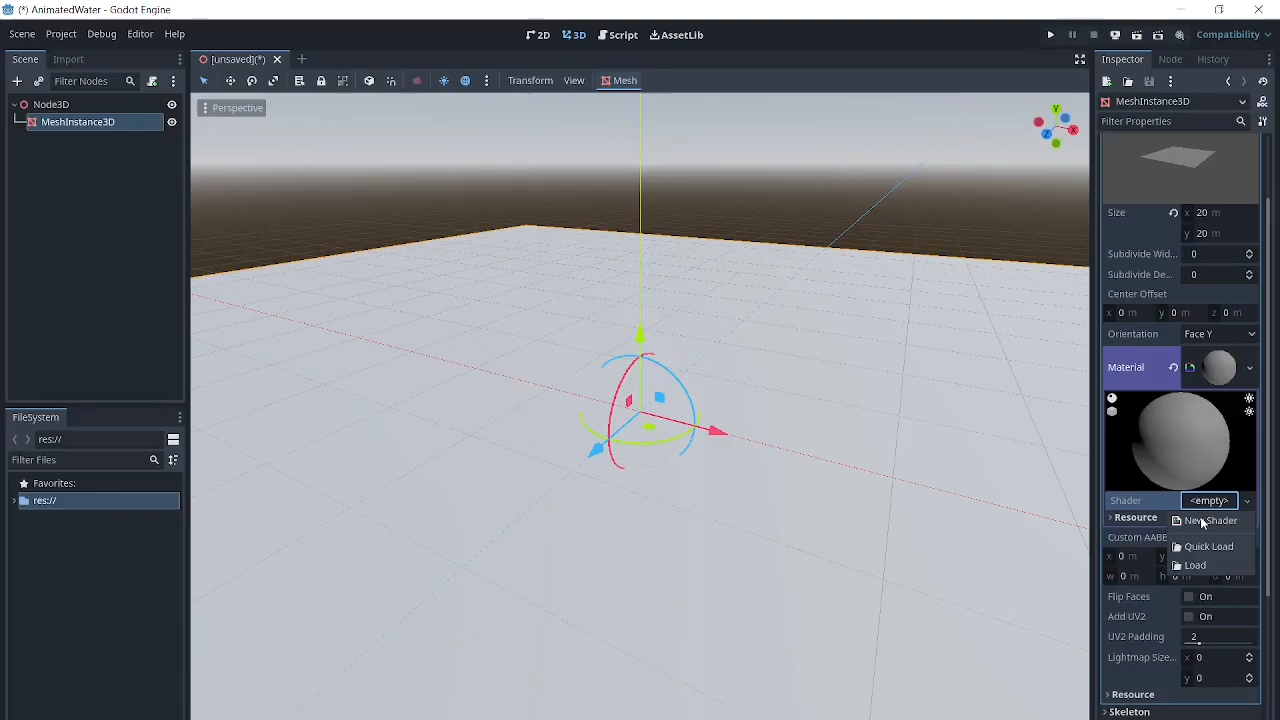 (*) AnimatedWater - Godot Engine
Scene Project Debug Editor Help
2D 3D Script AssetLib
Compatibility
Scene Import
Filter Nodes
Node3D
MeshInstance3D
[unsaved](*)
Transform View Mesh
Perspective
Y
X
Z
FileSystem
res://
Filter Files
Favorites:
res://
Inspector Node History
MeshInstance3D
Filter Properties
Size x 20 m
y 20 m
Subdivide Wid... 0
Subdivide De... 0
Center Offset
x 0 m y 0 m z 0 m
Orientation Face Y
Material
Shader <empty>
Resource New Shader
Custom AABB
Quick Load
x 0 m y
Load
w 0 m h
Flip Faces On
Add UV2 On
UV2 Padding 2
Lightmap Size... x 0
y 0
Resource
Skeleton